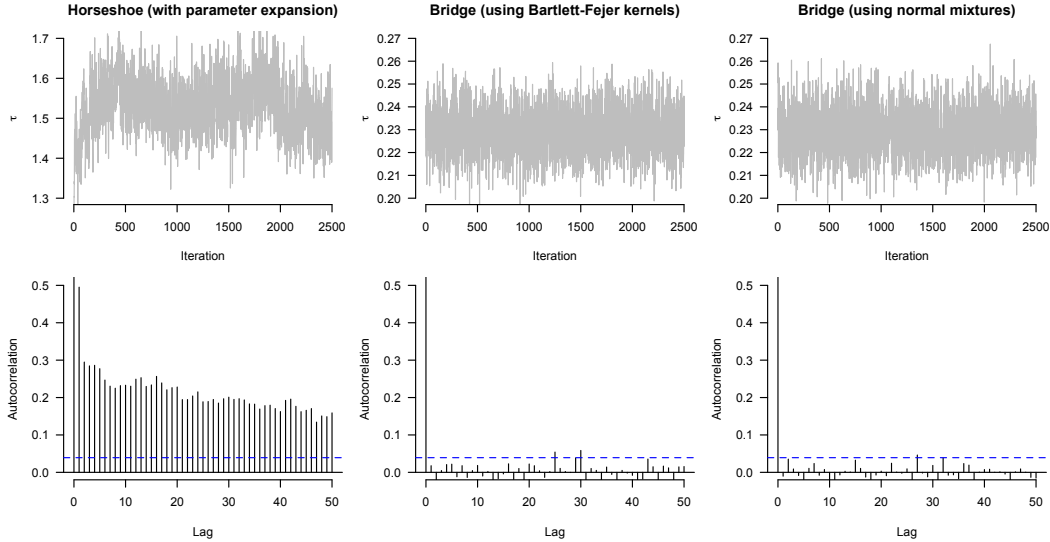 Horseshoe (with parameter expansion)
1.7
1.6
1.5
1.4
1.3
τ
0 500 1000 1500 2000 2500
Iteration
Bridge (using Bartlett-Fejer kernels)
0.27
0.26
0.25
0.24
0.23
0.22
0.21
0.20
τ
0 500 1000 1500 2000 2500
Iteration
Bridge (using normal mixtures)
0.27
0.26
0.25
0.24
0.23
0.22
0.21
0.20
τ
0 500 1000 1500 2000 2500
Iteration
0.5
0.4
0.3
0.2
0.1
0.0
Autocorrelation
0 10 20 30 40 50
Lag
0.5
0.4
0.3
0.2
0.1
0.0
Autocorrelation
0 10 20 30 40 50
Lag
0.5
0.4
0.3
0.2
0.1
0.0
Autocorrelation
0 10 20 30 40 50
Lag